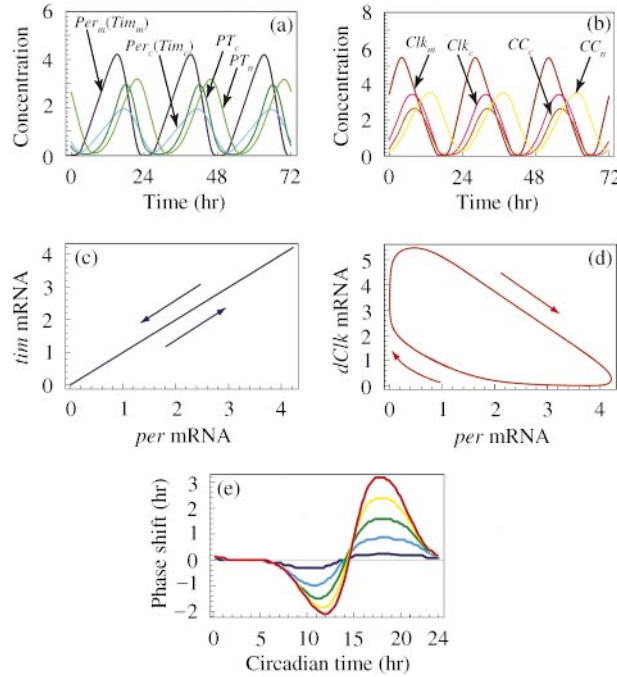 (a)
Per_m(Tim_m)
Per_c(Tim_c)
PT_c
PT_n
Concentration
6
4
2
0
0
24
48
72
Time (hr)
(b)
Clk_m
Clk_c
CC_c
CC_n
Concentration
8
6
4
2
0
0
24
48
72
Time (hr)
(c)
tim mRNA
4
3
2
1
0
0
1
2
3
4
per mRNA
(d)
dClk mRNA
5
4
3
2
1
0
0
1
2
3
4
per mRNA
(e)
Phase shift (hr)
3
2
1
0
−1
−2
0
5
10
15
20
24
Circadian time (hr)